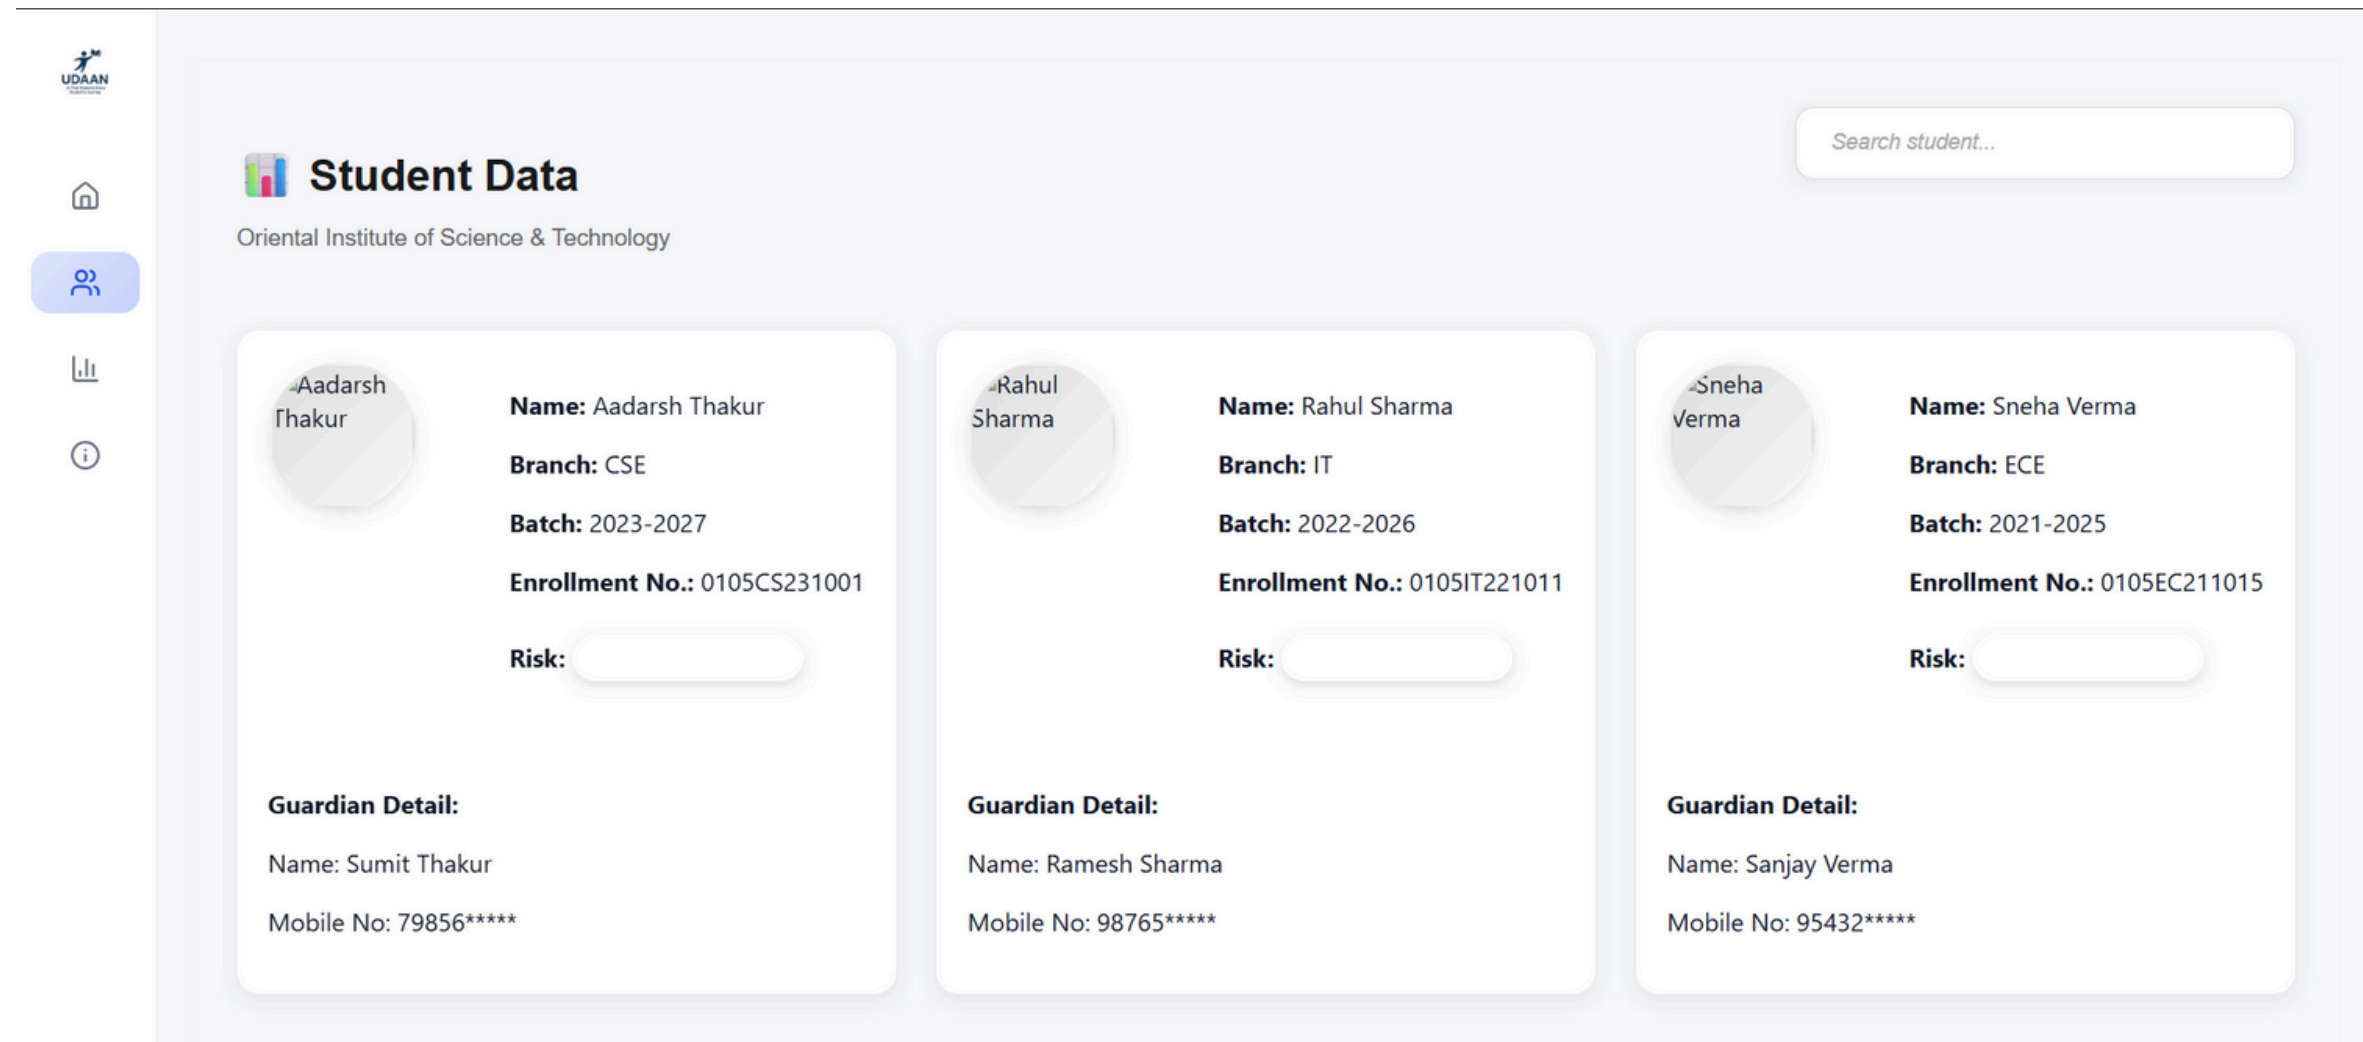 UDAAN
Search student...
Student Data
Oriental Institute of Science & Technology
Aadarsh
Thakur
Name: Aadarsh Thakur
Branch: CSE
Batch: 2023-2027
Enrollment No.: 0105CS231001
Risk:
Guardian Detail:
Name: Sumit Thakur
Mobile No: 79856*****
Rahul
Sharma
Name: Rahul Sharma
Branch: IT
Batch: 2022-2026
Enrollment No.: 0105IT221011
Risk:
Guardian Detail:
Name: Ramesh Sharma
Mobile No: 98765*****
Sneha
Verma
Name: Sneha Verma
Branch: ECE
Batch: 2021-2025
Enrollment No.: 0105EC211015
Risk:
Guardian Detail:
Name: Sanjay Verma
Mobile No: 95432*****